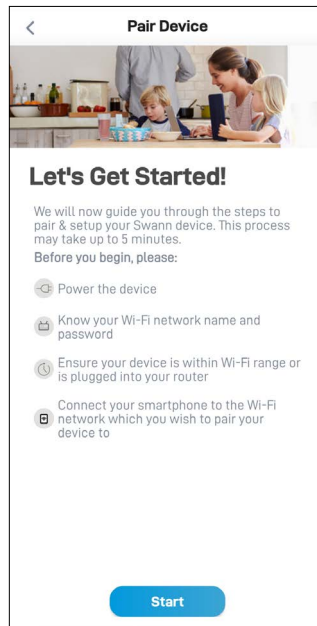 Pair Device
Let's Get Started!
We will now guide you through the steps to
pair & setup your Swann device. This process
may take up to 5 minutes.
Before you begin, please:
Power the device
Know your Wi-Fi network name and
password
Ensure your device is within Wi-Fi range or
is plugged into your router
Connect your smartphone to the Wi-Fi
network which you wish to pair your
device to
Start